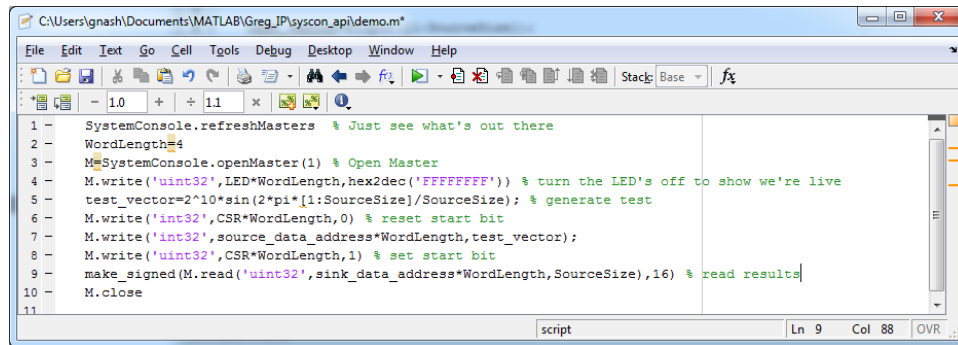 C:\Users\gnash\Documents\MATLAB\Greg_IP\syscon_api\demo.m*
File Edit Text Go Cell Tools Debug Desktop Window Help
Stack: Base fx
- 1.0 + ÷ 1.1 ×
1 - SystemConsole.refreshMasters % Just see what's out there
2 - WordLength=4
3 - M=SystemConsole.openMaster(1) % Open Master
4 - M.write('uint32',LED*WordLength,hex2dec('FFFFFFFF')) % turn the LED's off to show we're live
5 - test_vector=2^10*sin(2*pi*[1:SourceSize]/SourceSize); % generate test
6 - M.write('int32',CSR*WordLength,0) % reset start bit
7 - M.write('int32',source_data_address*WordLength,test_vector);
8 - M.write('uint32',CSR*WordLength,1) % set start bit
9 - make_signed(M.read('uint32',sink_data_address*WordLength,SourceSize),16) % read results
10 - M.close
11
script Ln 9 Col 88 OVR